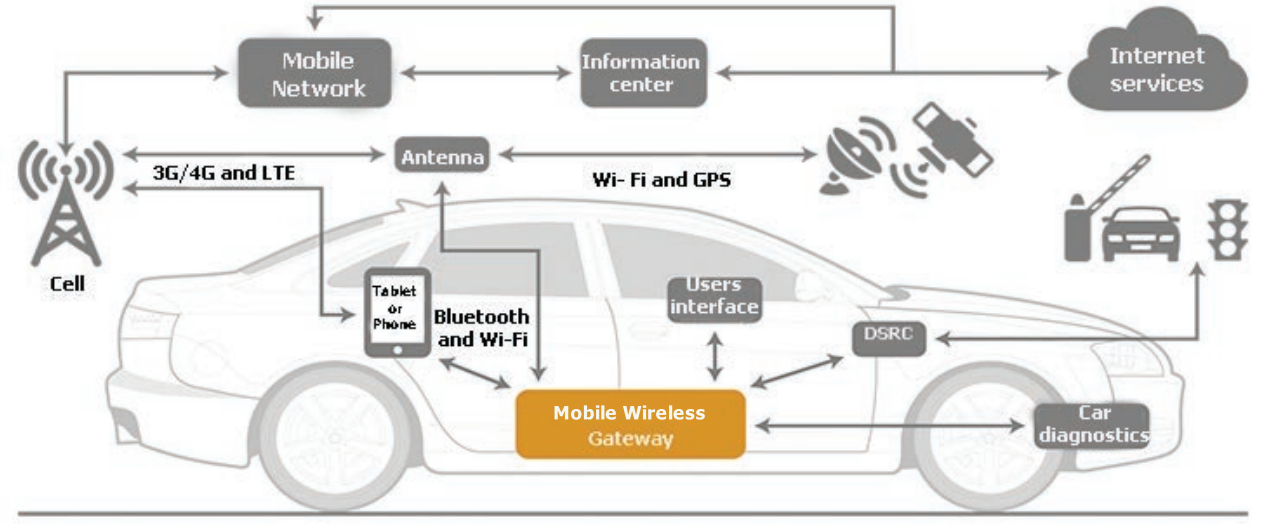 Mobile
Network
Information
center
Internet
services
Antenna
3G/4G and LTE
Wi- Fi and GPS
Cell
Tablet
or
Phone
Bluetooth
and Wi-Fi
Users
interface
DSRC
Mobile Wireless
Gateway
Car
diagnostics